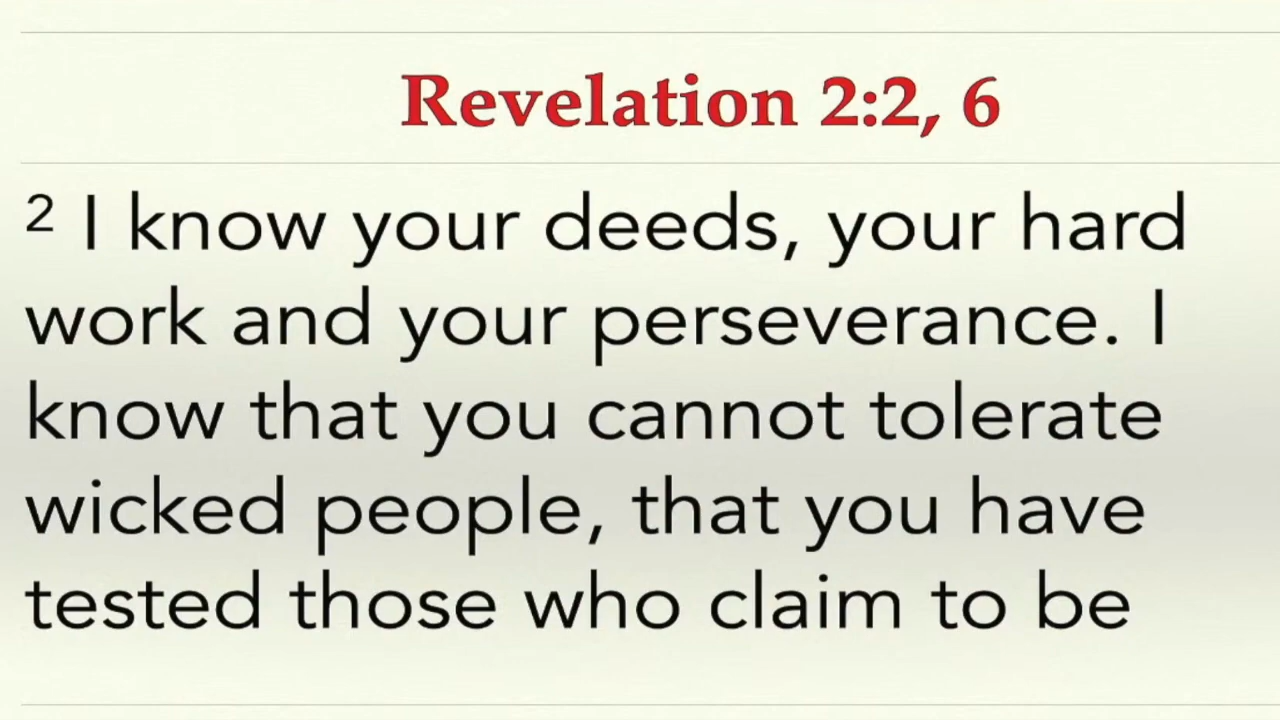 Revelation 2:2, 6
² I know your deeds, your hard
work and your perseverance. I
know that you cannot tolerate
wicked people, that you have
tested those who claim to be